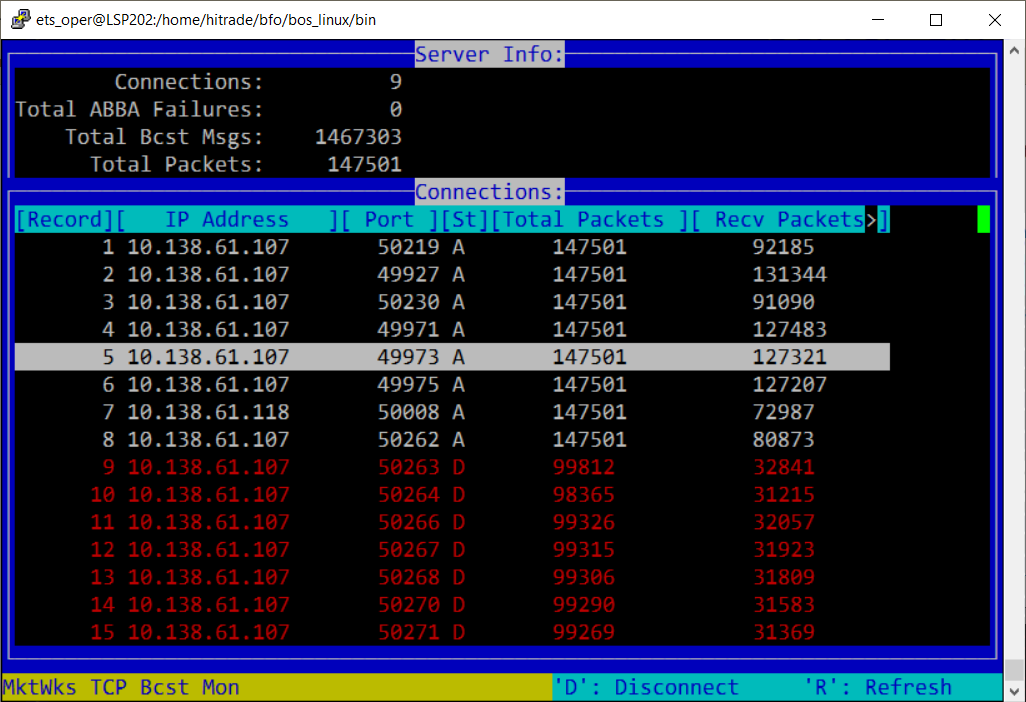 ets_oper@LSP202:/home/hitrade/bfo/bos_linux/bin
Server Info:
Connections: 9
Total ABBA Failures: 0
Total Bcst Msgs: 1467303
Total Packets: 147501
Connections:
[Record][ IP Address ][ Port ][St][Total Packets ][ Recv Packets>]
1 10.138.61.107 50219 A 147501 92185
2 10.138.61.107 49927 A 147501 131344
3 10.138.61.107 50230 A 147501 91090
4 10.138.61.107 49971 A 147501 127483
5 10.138.61.107 49973 A 147501 127321
6 10.138.61.107 49975 A 147501 127207
7 10.138.61.118 50008 A 147501 72987
8 10.138.61.107 50262 A 147501 80873
9 10.138.61.107 50263 D 99812 32841
10 10.138.61.107 50264 D 98365 31215
11 10.138.61.107 50266 D 99326 32057
12 10.138.61.107 50267 D 99315 31923
13 10.138.61.107 50268 D 99306 31809
14 10.138.61.107 50270 D 99290 31583
15 10.138.61.107 50271 D 99269 31369
MktWks TCP Bcst Mon 'D': Disconnect 'R': Refresh